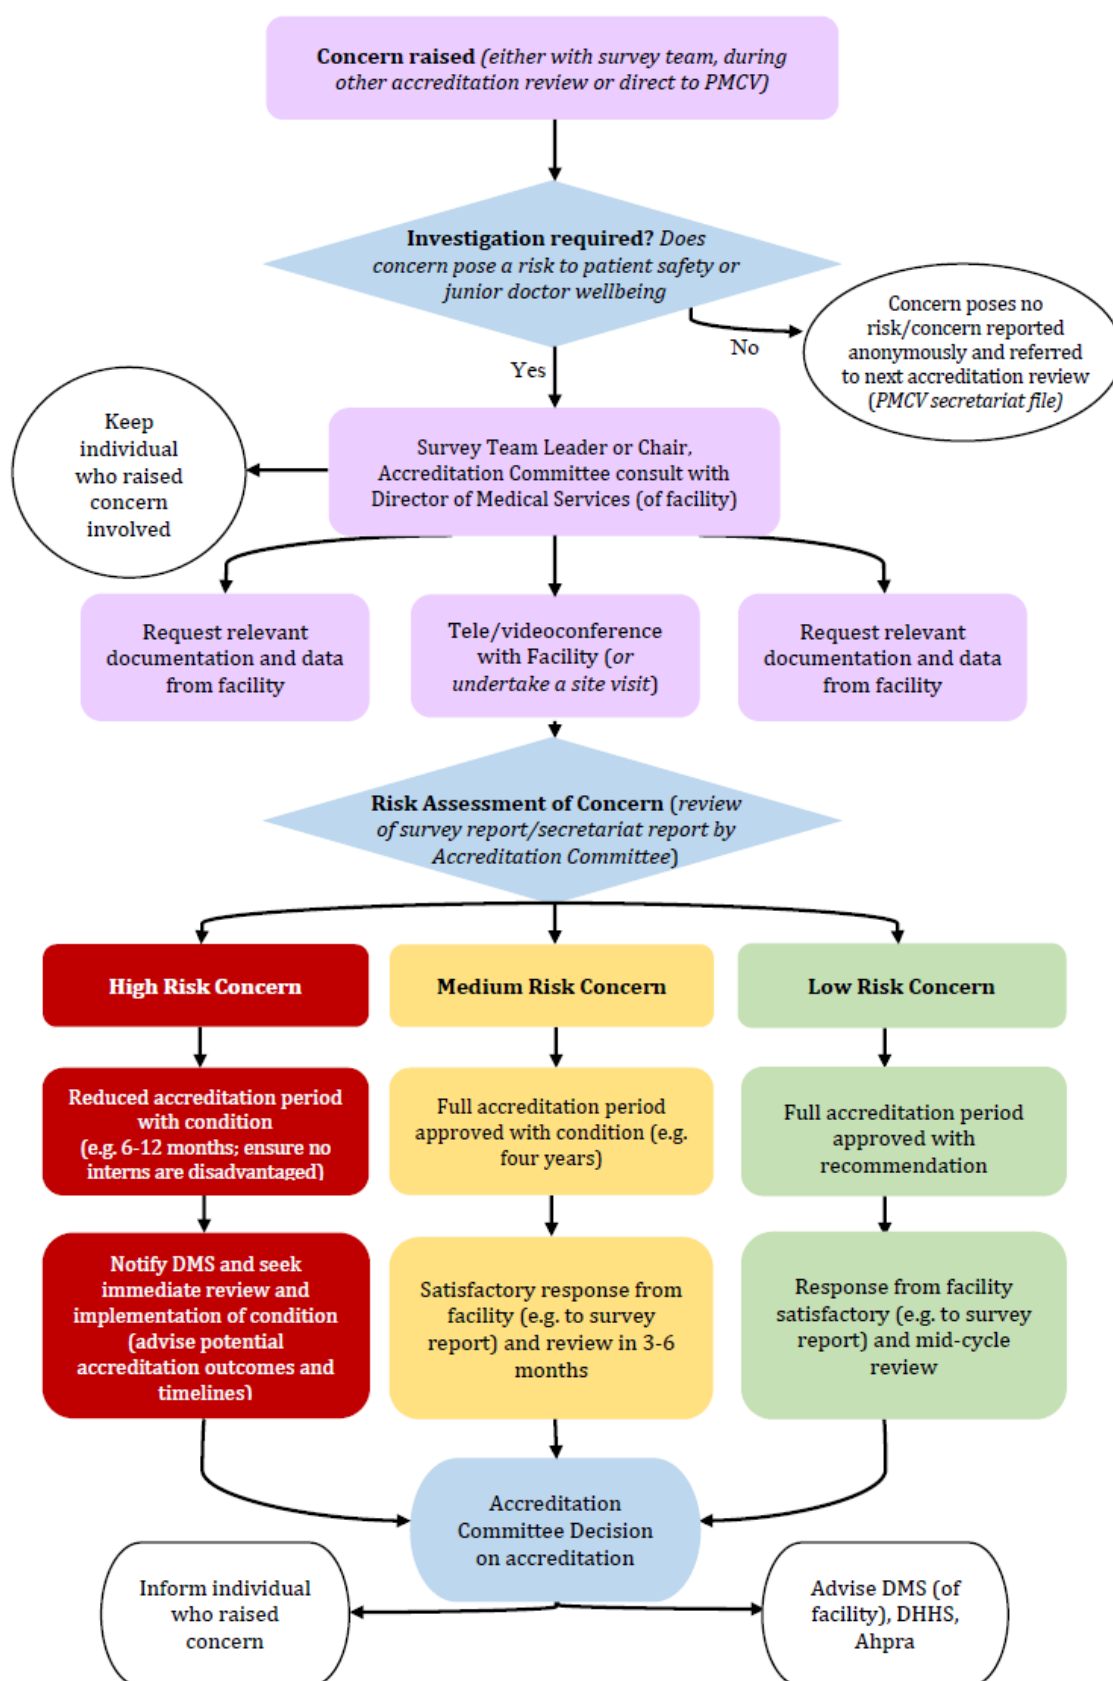 Concern raised (either with survey team, during
other accreditation review or direct to PMCV)
Investigation required? Does
concern pose a risk to patient safety or
junior doctor wellbeing
Concern poses no
risk/concern reported
anonymously and referred
to next accreditation review
(PMCV secretariat file)
No
Yes
Keep
individual
who raised
concern
involved
Survey Team Leader or Chair,
Accreditation Committee consult with
Director of Medical Services (of facility)
Request relevant
documentation and data
from facility
Tele/videoconference
with Facility (or
undertake a site visit)
Request relevant
documentation and data
from facility
Risk Assessment of Concern (review
of survey report/secretariat report by
Accreditation Committee)
High Risk Concern
Medium Risk Concern
Low Risk Concern
Reduced accreditation period
with condition
(e.g. 6-12 months; ensure no
interns are disadvantaged)
Full accreditation period
approved with condition (e.g.
four years)
Full accreditation period
approved with
recommendation
Notify DMS and seek
immediate review and
implementation of condition
(advise potential
accreditation outcomes and
timelines)
Satisfactory response from
facility (e.g. to survey
report) and review in 3-6
months
Response from facility
satisfactory (e.g. to survey
report) and mid-cycle
review
Accreditation
Committee Decision
on accreditation
Inform individual
who raised
concern
Advise DMS (of
facility), DHHS,
Ahpra